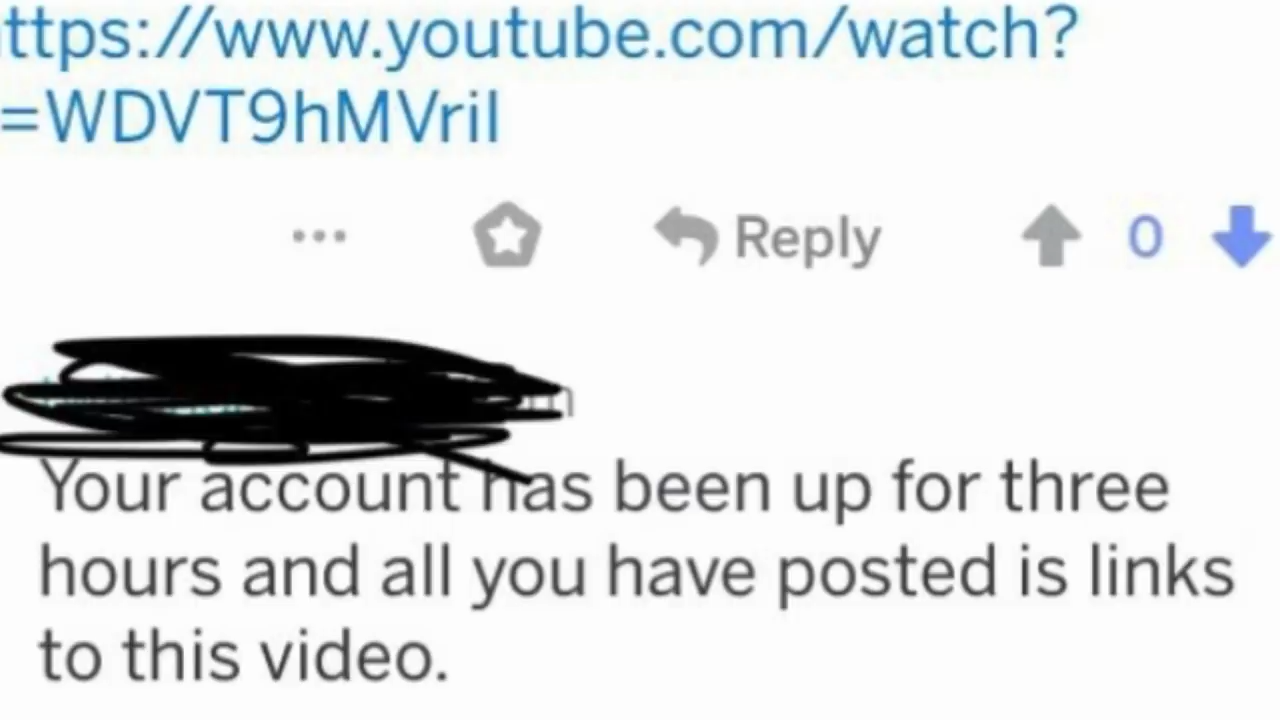 ttps://www.youtube.com/watch?
=WDVT9hMVriI
Reply 0
Your account has been up for three
hours and all you have posted is links
to this video.